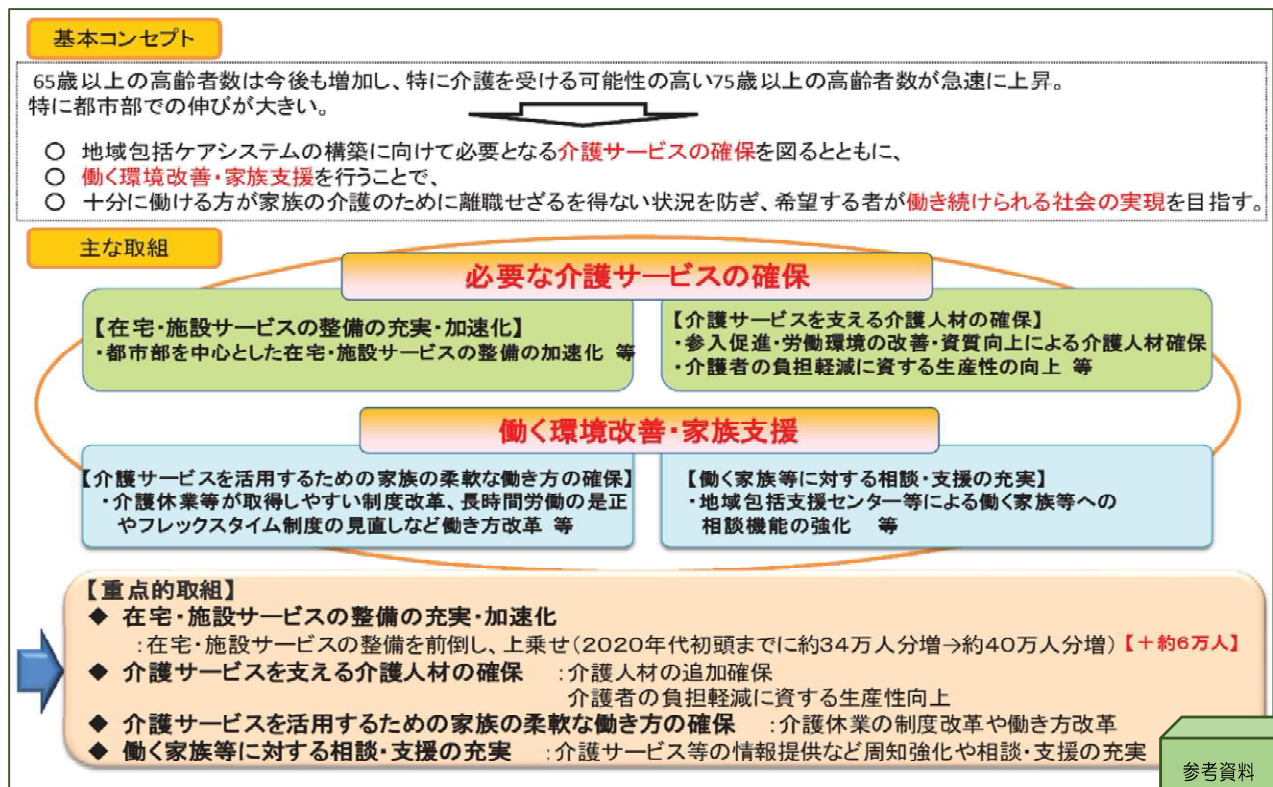 基本コンセプト
65歳以上の高齢者数は今後も増加し、特に介護を受ける可能性の高い75歳以上の高齢者数が急速に上昇。
特に都市部での伸びが大きい。
○ 地域包括ケアシステムの構築に向けて必要となる介護サービスの確保を図るとともに、
○ 働く環境改善・家族支援を行うことで、
○ 十分に働ける方が家族の介護のために離職せざるを得ない状況を防ぎ、希望する者が働き続けられる社会の実現を目指す。
主な取組
必要な介護サービスの確保
【在宅・施設サービスの整備の充実・加速化】
・都市部を中心とした在宅・施設サービスの整備の加速化 等
【介護サービスを支える介護人材の確保】
・参入促進・労働環境の改善・資質向上による介護人材確保
・介護者の負担軽減に資する生産性の向上 等
働く環境改善・家族支援
【介護サービスを活用するための家族の柔軟な働き方の確保】
・介護休業等が取得しやすい制度改革、長時間労働の是正
やフレックスタイム制度の見直しなど働き方改革 等
【働く家族等に対する相談・支援の充実】
・地域包括支援センター等による働く家族等への
相談機能の強化 等
【重点的取組】
◆ 在宅・施設サービスの整備の充実・加速化
:在宅・施設サービスの整備を前倒し、上乗せ(2020年代初頭までに約34万人分増→約40万人分増)【+約6万人】
◆ 介護サービスを支える介護人材の確保 :介護人材の追加確保
介護者の負担軽減に資する生産性向上
◆ 介護サービスを活用するための家族の柔軟な働き方の確保 :介護休業の制度改革や働き方改革
◆ 働く家族等に対する相談・支援の充実 :介護サービス等の情報提供など周知強化や相談・支援の充実
参考資料